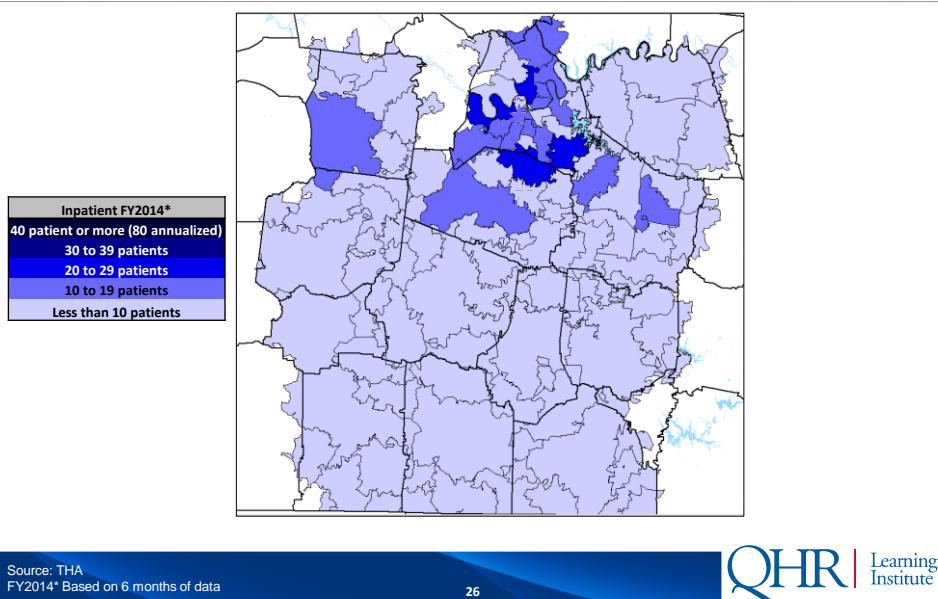 Inpatient FY2014*
40 patient or more (80 annualized)
30 to 39 patients
20 to 29 patients
10 to 19 patients
Less than 10 patients
Source: THA
FY2014* Based on 6 months of data
26
QHR Learning
Institute